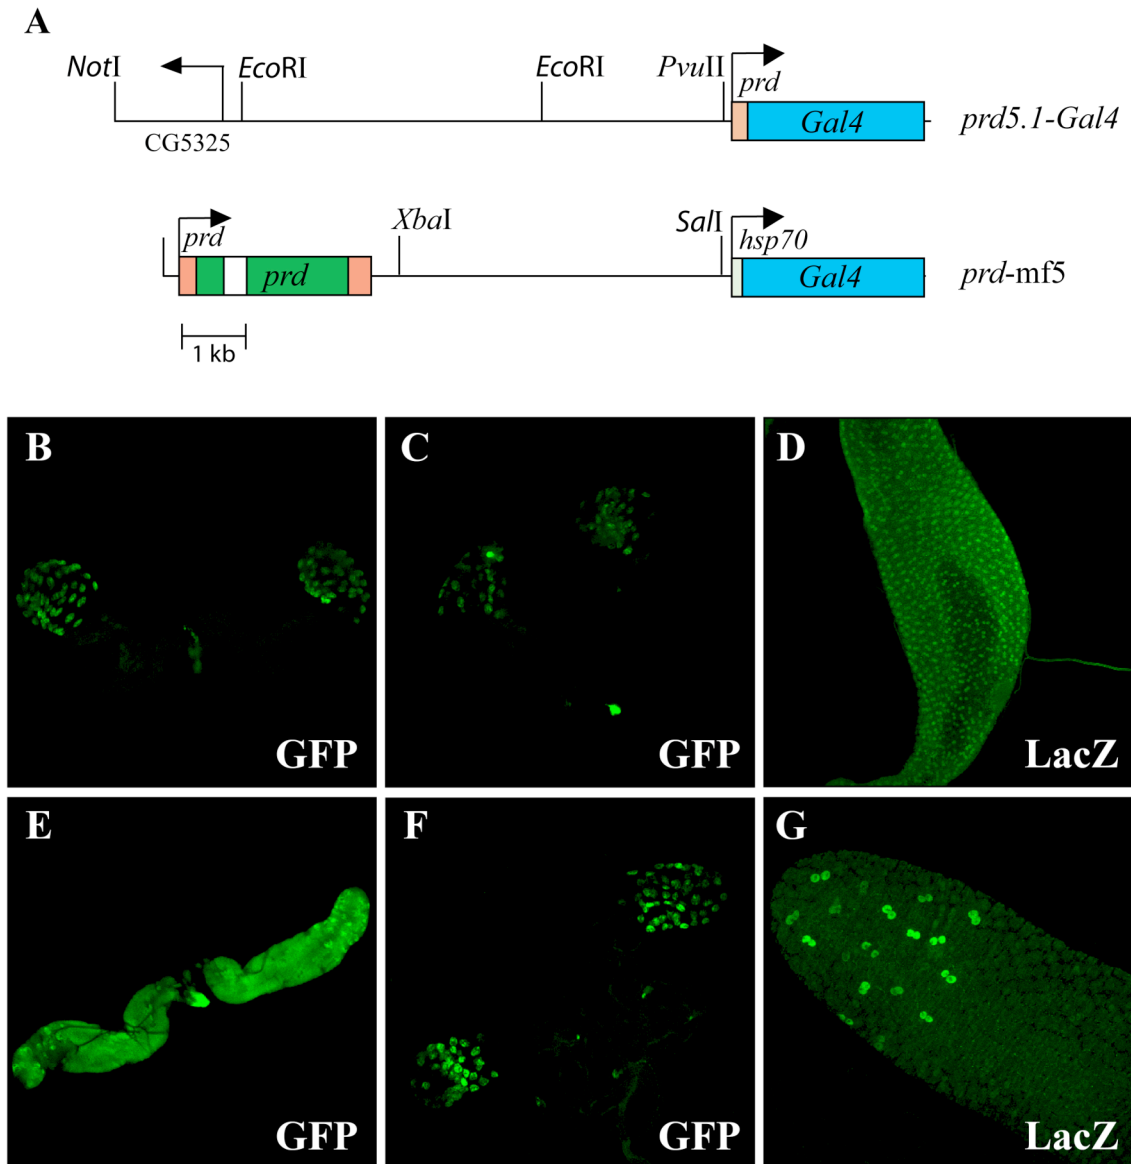 A
NotI
EcoRI
EcoRI
PvuII
prd
CG5325
Gal4
prd5.1-Gal4
prd
XbaI
SalI
hsp70
prd
Gal4
prd-mf5
1 kb
B
GFP
C
GFP
D
LacZ
E
GFP
F
GFP
G
LacZ